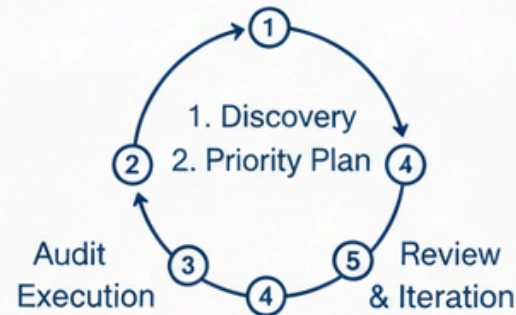 1
1. Discovery
2. Priority Plan
2
4
Audit
Execution
3
4
5
Review
& Iteration